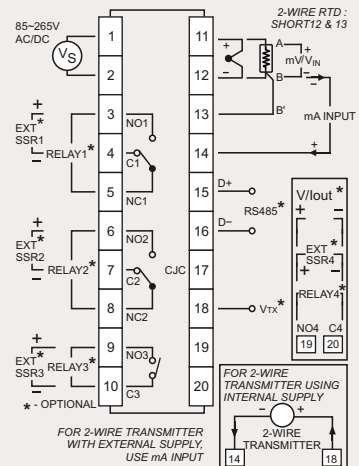 2-WIRE RTD :
SHORT12 & 13
85~265V
AC/DC
VS
1
2
3
4
5
6
7
8
9
10
11
12
13
14
15
16
17
18
19
20
+
−
A
B
B'
+
mV/VIN
−
−
mA INPUT
+
+
EXT*
SSR1
−
RELAY1*
NO1
C1
NC1
+
EXT*
SSR2
−
RELAY2*
NO2
C2
NC2
CJC
+
EXT*
SSR3
−
RELAY3*
NO3
C3
* - OPTIONAL
D+
RS485*
D−
VTX*
V/Iout *
+ −
EXT*
SSR4
+ −
RELAY4*
NO4 C4
19 20
FOR 2-WIRE TRANSMITTER
WITH EXTERNAL SUPPLY,
USE mA INPUT
FOR 2-WIRE
TRANSMITTER USING
INTERNAL SUPPLY
− +
2-WIRE
TRANSMITTER
14 18